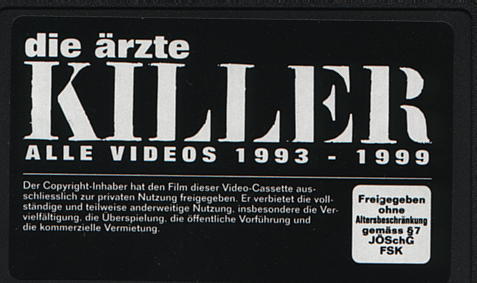 die ärzte
KILLER
ALLE VIDEOS 1993 - 1999
Der Copyright-Inhaber hat den Film dieser Video-Cassette aus-
schliesslich zur privaten Nutzung freigegeben. Er verbietet die voll-
ständige und teilweise anderweitige Nutzung, insbesondere die Ver-
vielfältigung, die Überspielung, die öffentliche Vorführung und
die kommerzielle Vermietung.
Freigegeben
ohne
Altersbeschränkung
gemäss §7
JÖSchG
FSK